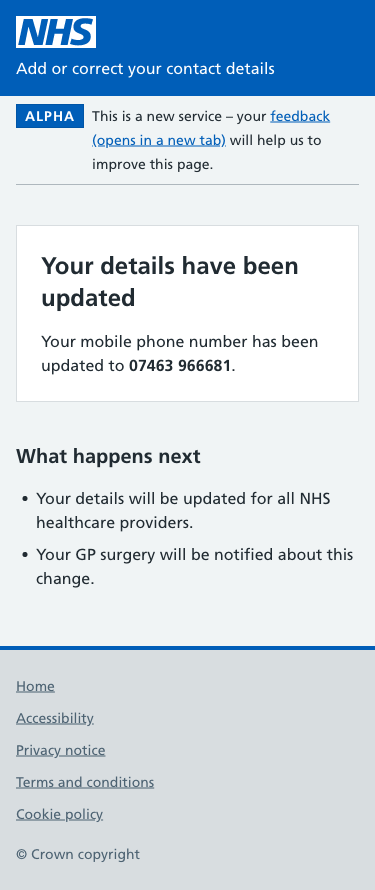 NHS
Add or correct your contact details
ALPHA
This is a new service – your feedback
(opens in a new tab) will help us to
improve this page.
Your details have been
updated
Your mobile phone number has been
updated to 07463 966681.
What happens next
• Your details will be updated for all NHS
healthcare providers.
• Your GP surgery will be notified about this
change.
Home
Accessibility
Privacy notice
Terms and conditions
Cookie policy
© Crown copyright